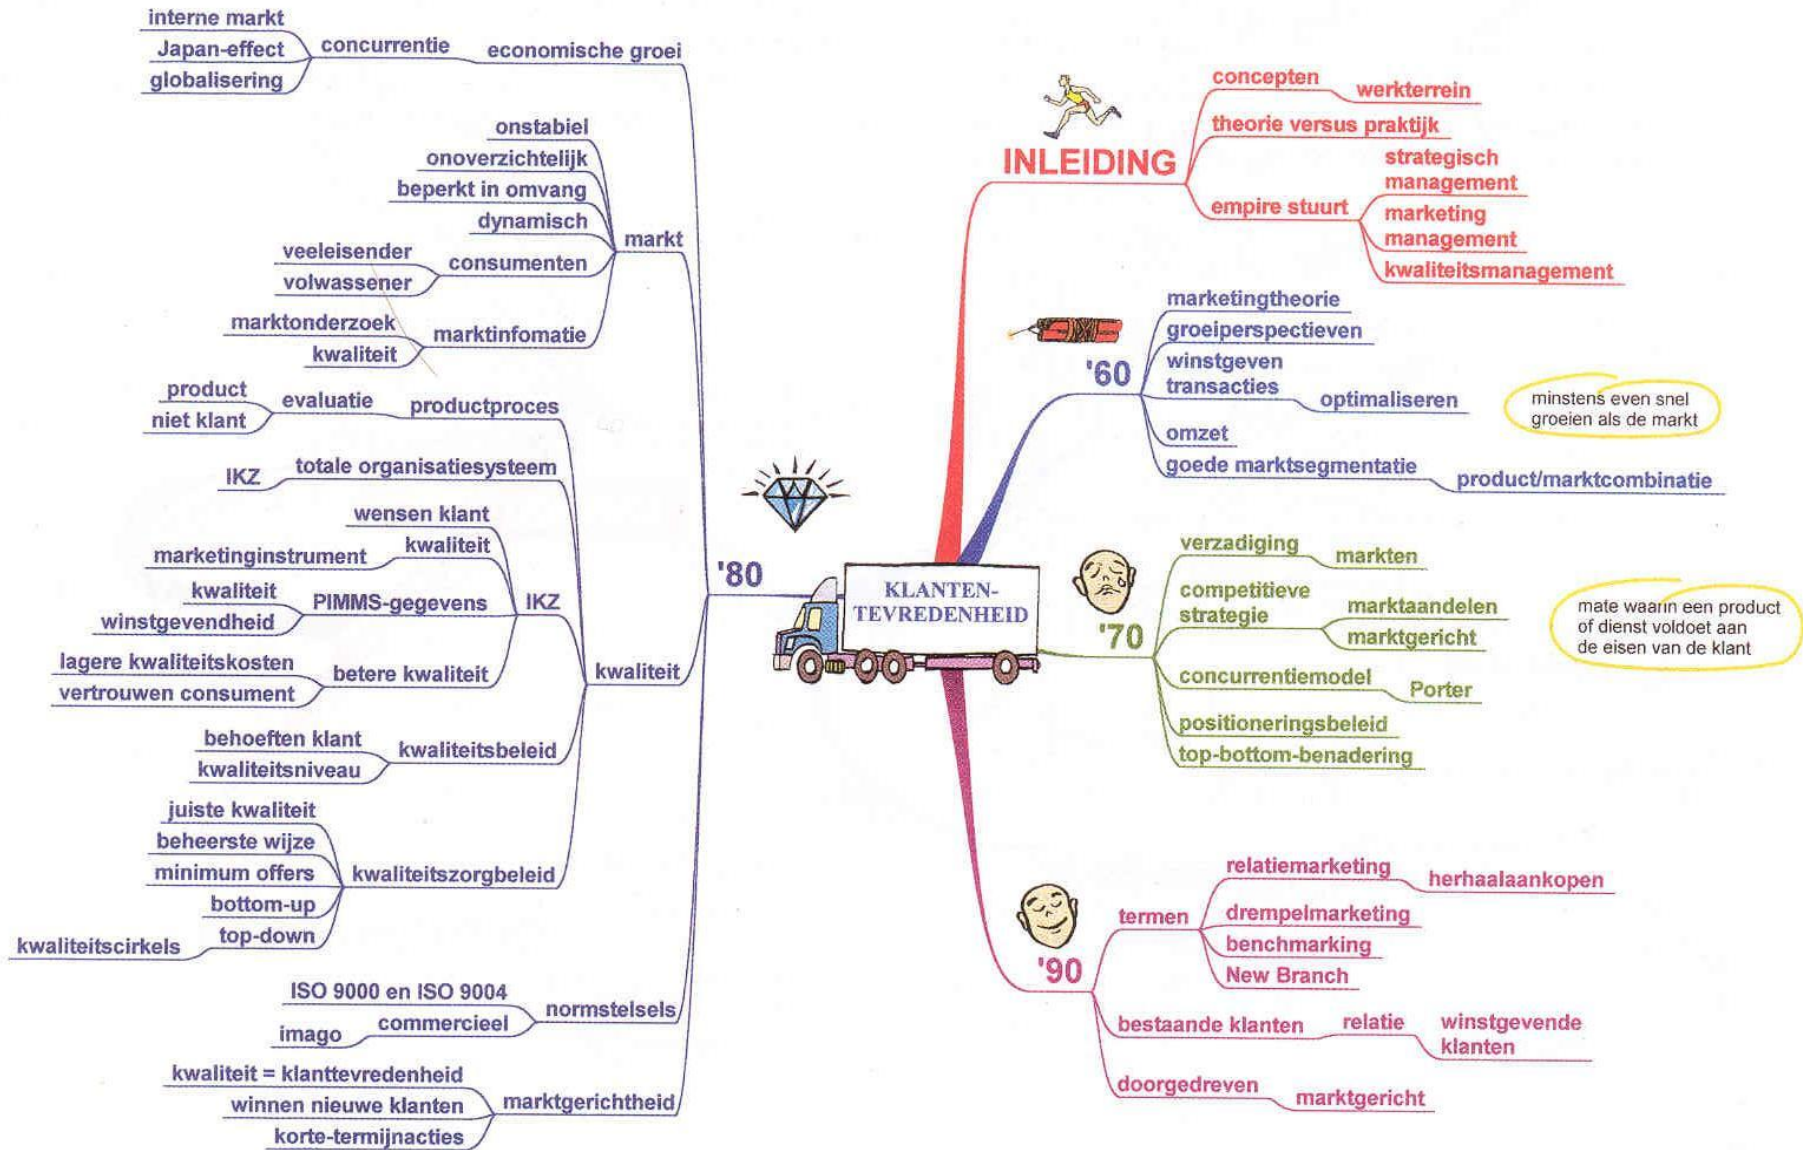 KLANTEN-
TEVREDENHEID
INLEIDING
concepten
werkterrein
theorie versus praktijk
empire stuurt
strategisch
management
marketing
management
kwaliteitsmanagement
'60
marketingtheorie
groeiperspectieven
winstgeven
transacties
optimaliseren
omzet
goede marktsegmentatie
product/marktcombinatie
minstens even snel
groeien als de markt
'70
verzadiging
markten
competitieve
strategie
marktaandelen
marktgericht
concurrentiemodel
Porter
positioneringsbeleid
top-bottom-benadering
mate waarin een product
of dienst voldoet aan
de eisen van de klant
'90
termen
relatiemarketing
herhaalaankopen
drempelmarketing
benchmarking
New Branch
bestaande klanten
relatie
winstgevende
klanten
doorgedreven
marktgericht
'80
economische groei
concurrentie
interne markt
Japan-effect
globalisering
markt
onstabiel
onoverzichtelijk
beperkt in omvang
dynamisch
consumenten
veeleisender
volwassener
marktinfomatie
marktonderzoek
kwaliteit
kwaliteit
productproces
evaluatie
product
niet klant
totale organisatiesysteem
IKZ
IKZ
wensen klant
kwaliteit
marketinginstrument
PIMMS-gegevens
kwaliteit
winstgevendheid
betere kwaliteit
lagere kwaliteitskosten
vertrouwen consument
kwaliteitsbeleid
behoeften klant
kwaliteitsniveau
kwaliteitszorgbeleid
juiste kwaliteit
beheerste wijze
minimum offers
bottom-up
top-down
kwaliteitscirkels
normstelsels
ISO 9000 en ISO 9004
commercieel
imago
marktgerichtheid
kwaliteit = klanttevredenheid
winnen nieuwe klanten
korte-termijnacties